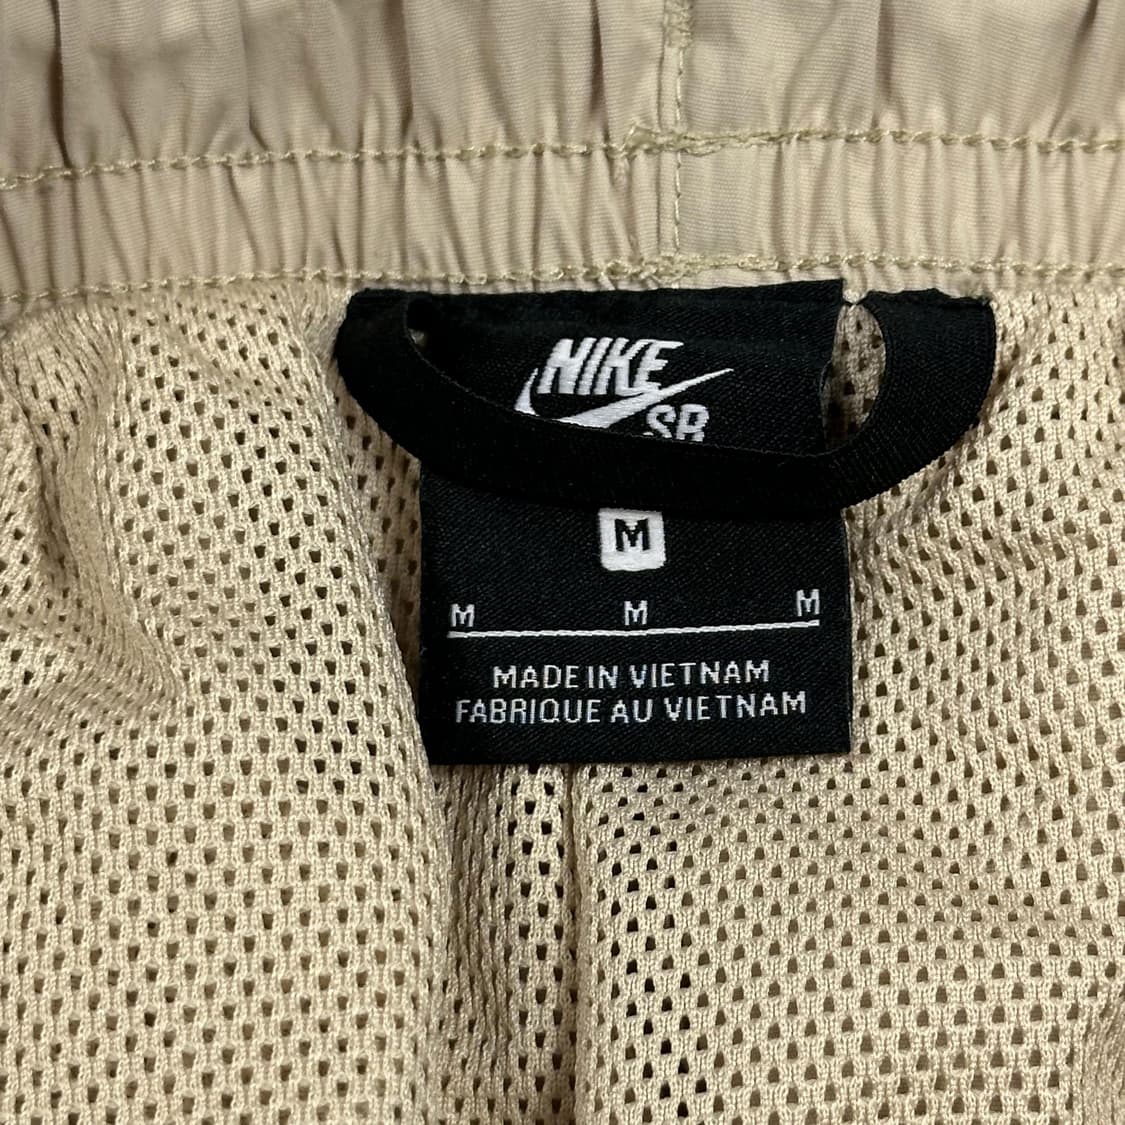 NIKE
SB
M
M M M
MADE IN VIETNAM
FABRIQUE AU VIETNAM